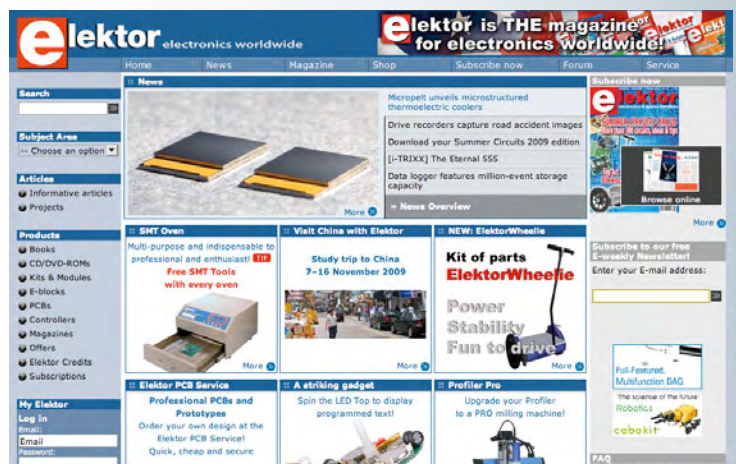 elektor electronics worldwide
elektor is THE magazine
for electronics worldwide!
Home News Magazine Shop Subscribe now Forum Service
Search
Subject Area
-- Choose an option
Articles
Informative articles
Projects
Products
Books
CD/DVD-ROMs
Kits & Modules
E-blocks
PCBs
Controllers
Magazines
Offers
Elektor Credits
Subscriptions
My Elektor
Log in
Email:
Email
Password:
:: News
Micropelt unveils microstructured
thermoelectric coolers
Drive recorders capture road accident images
Download your Summer Circuits 2009 edition
[i-TRIXX] The Eternal 555
Data logger features million-event storage
capacity
» News Overview
More
:: SMT Oven
Multi-purpose and indispensable to
professional and enthusiast! TIP
Free SMT Tools
with every oven
More
:: Visit China with Elektor
Study trip to China
7-16 November 2009
More
:: NEW: ElektorWheelie
Kit of parts
ElektorWheelie
Power
Stability
Fun to drive
More
:: Elektor PCB Service
Professional PCBs and
Prototypes
Order your own design at the
Elektor PCB Service!
Quick, cheap and secure
:: A striking gadget
Spin the LED Top to display
programmed text!
:: Profiler Pro
Upgrade your Profiler
to a PRO milling machine!
Subscribe now
elektor
Browse online
More
Subscribe to our free
E-weekly Newsletter!
Enter your E-mail address:
Full-Featured,
Multifunction DAQ
'The science of the future'
Robotics
cebekit
FAQ